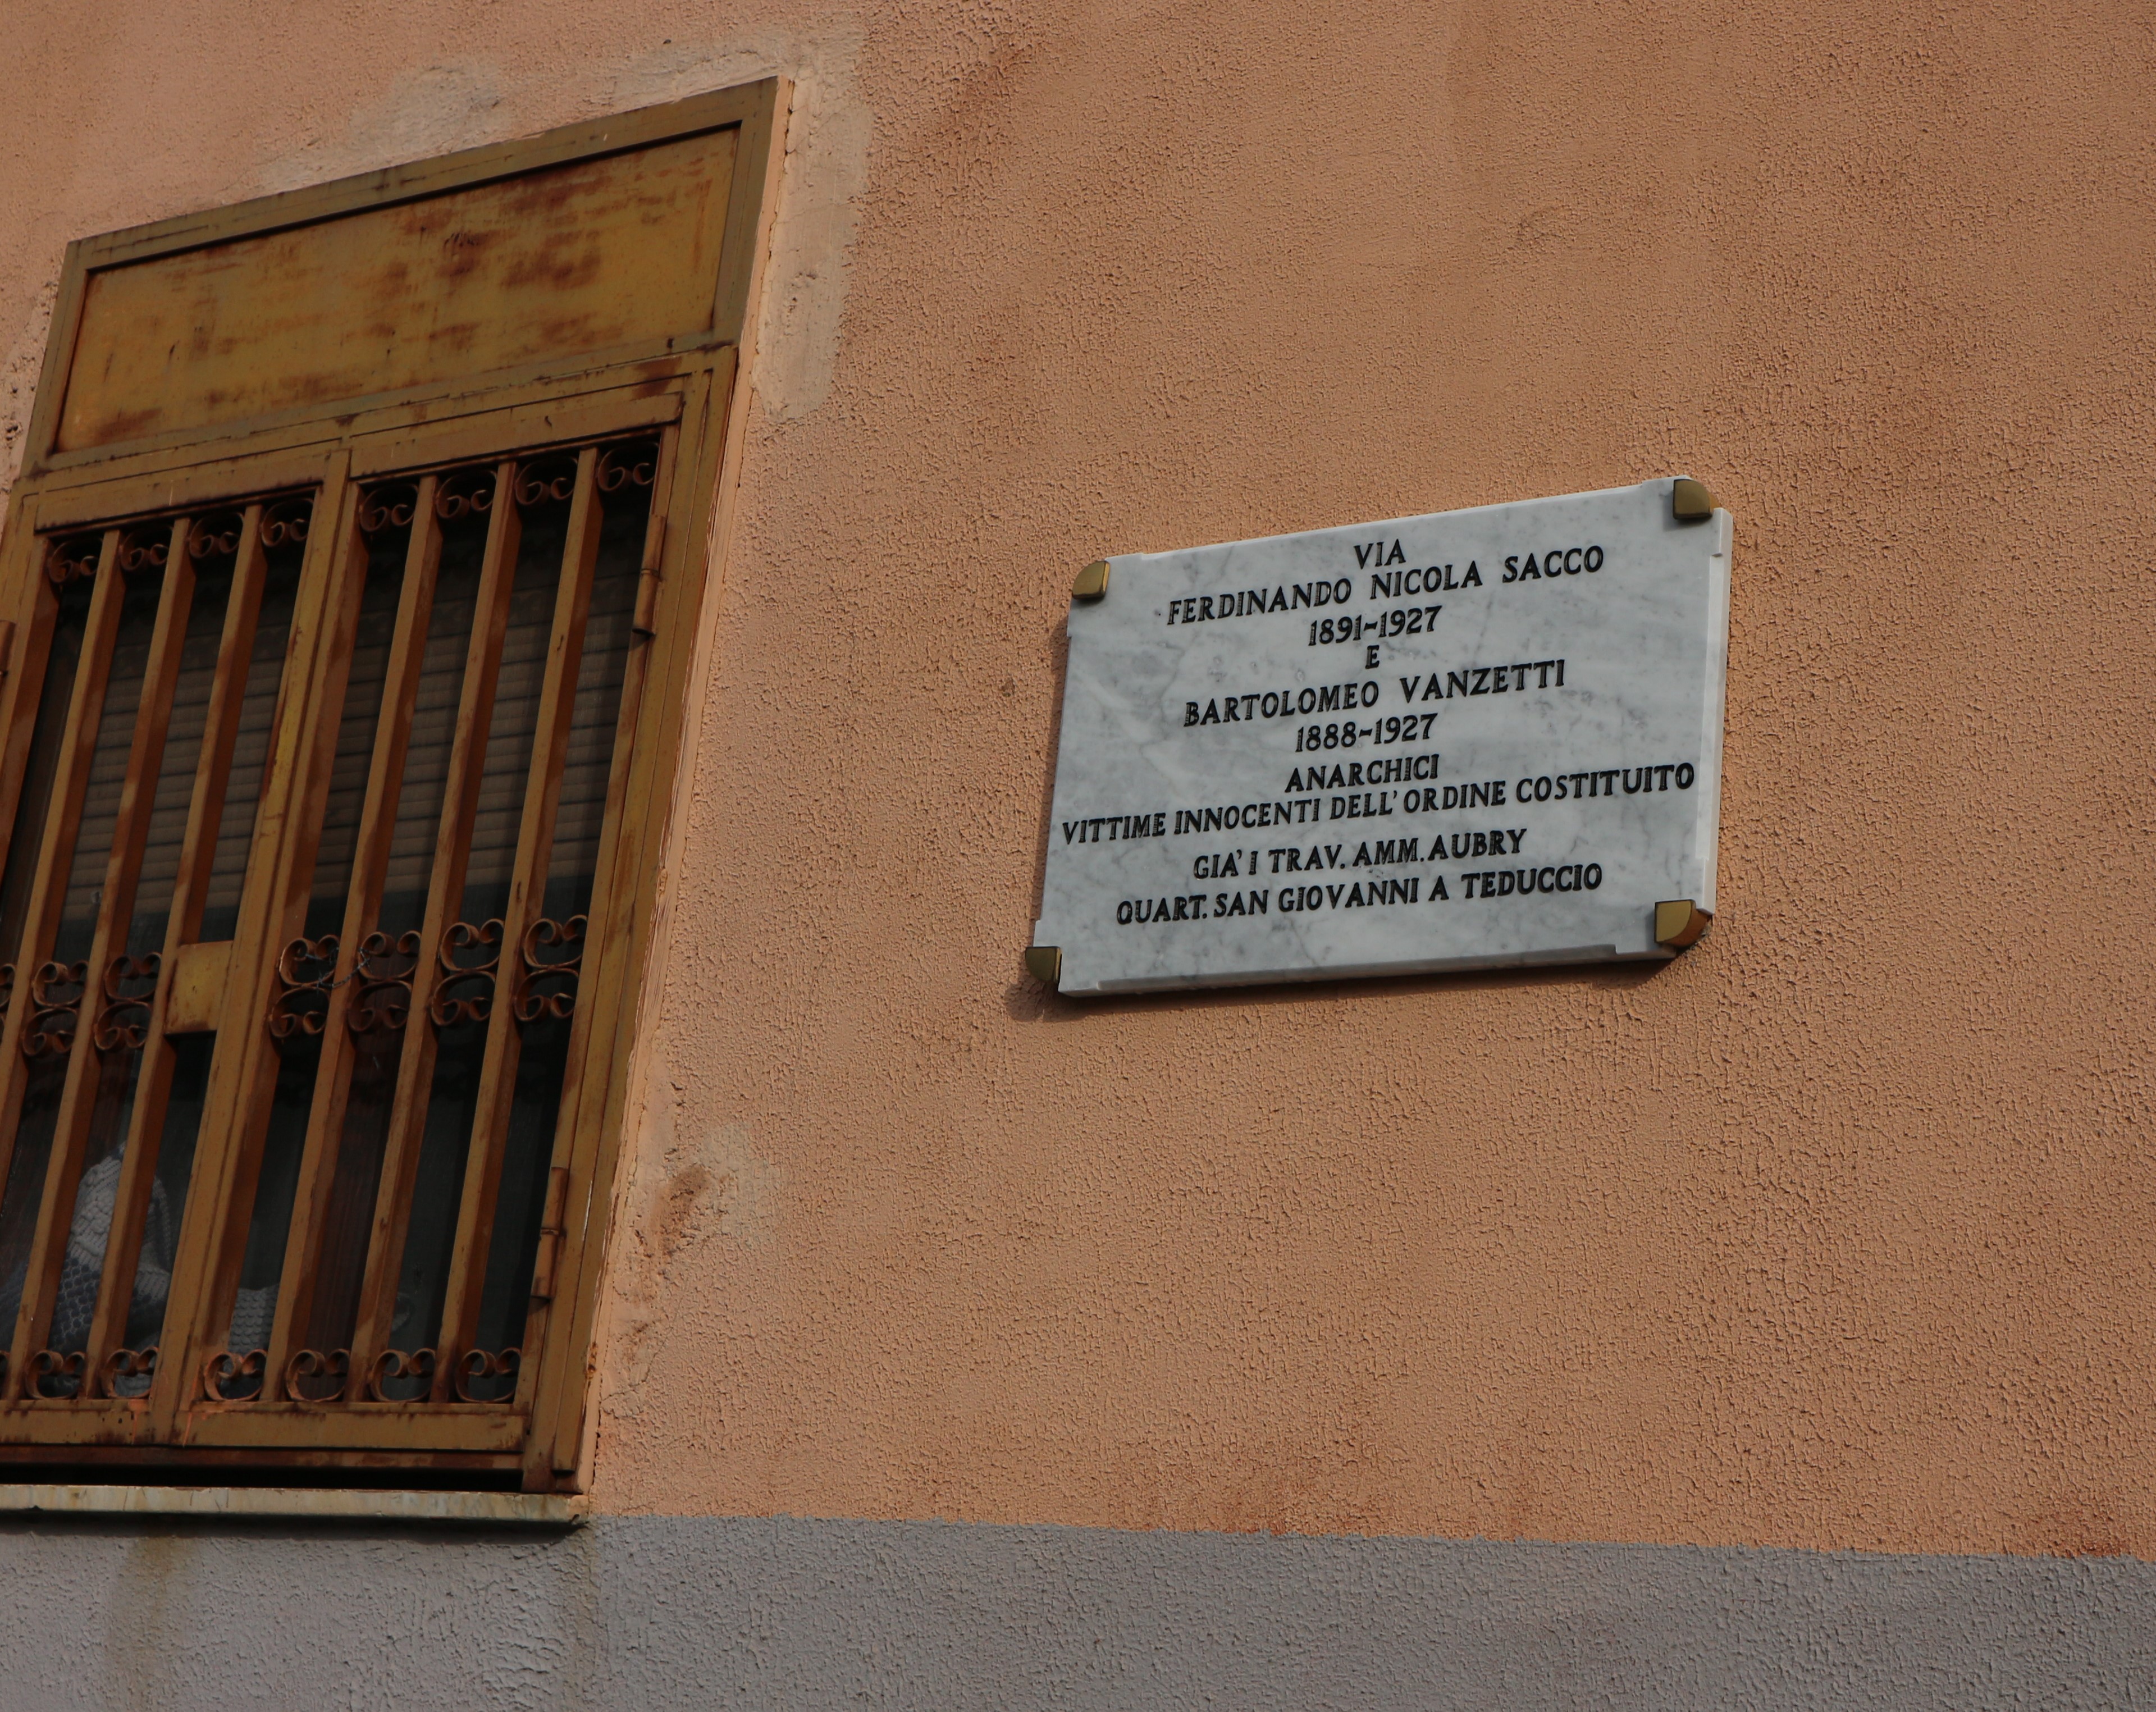 VIA
FERDINANDO NICOLA SACCO
1891-1927
E
BARTOLOMEO VANZETTI
1888-1927
ANARCHICI
VITTIME INNOCENTI DELL'ORDINE COSTITUITO
GIA' I TRAV. AMM. AUBRY
QUART. SAN GIOVANNI A TEDUCCIO